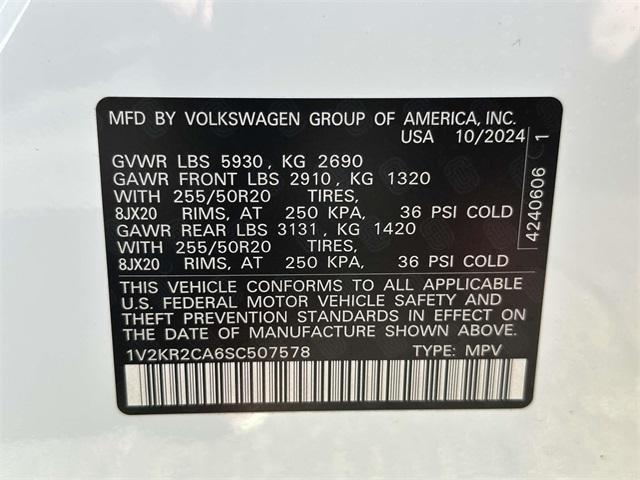 MFD BY VOLKSWAGEN GROUP OF AMERICA, INC.
USA 10/2024
GVWR LBS 5930, KG 2690
GAWR FRONT LBS 2910, KG 1320
WITH 255/50R20 TIRES,
8JX20 RIMS, AT 250 KPA, 36 PSI COLD
GAWR REAR LBS 3131, KG 1420
WITH 255/50R20 TIRES,
8JX20 RIMS, AT 250 KPA, 36 PSI COLD
THIS VEHICLE CONFORMS TO ALL APPLICABLE
U.S. FEDERAL MOTOR VEHICLE SAFETY AND
THEFT PREVENTION STANDARDS IN EFFECT ON
THE DATE OF MANUFACTURE SHOWN ABOVE.
1V2KR2CA6SC507578 TYPE: MPV
4240606 1